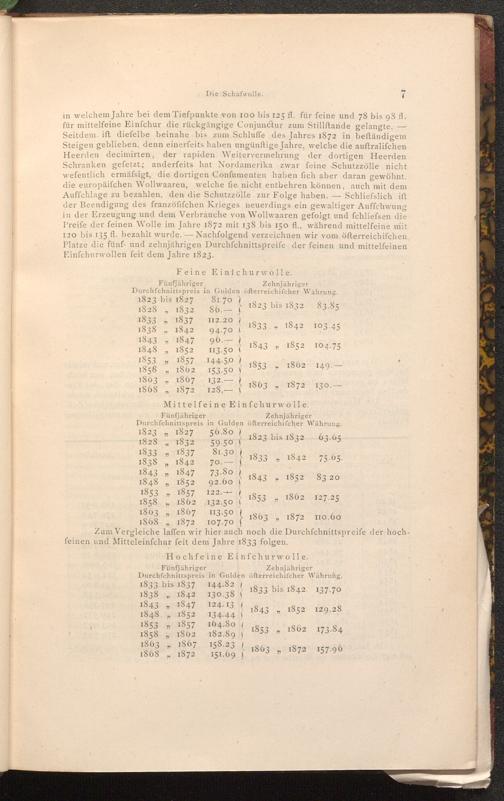 Die Schafwolle. 7
in welchem Jahre bei dem Tiefpunkte von 100 bis 125 fl. für feine und 78 bis 98 fl.
für mittelfeine Einſchur die rückgängige Conjunctur zum Stillſtande gelangte. —
Seitdem iſt dieſelbe beinahe bis zum Schluſſe des Jahres 1872 in beſtändigem
Steigen geblieben, denn einerſeits haben ungünſtige Jahre, welche die auſtraliſchen
Heerden decimirten, der rapiden Weitervermehrung der dortigen Heerden
Schranken geſetzt; anderſeits hat Nordamerika zwar ſeine Schutzzölle nicht
weſentlich ermäſsigt, die dortigen Conſumenten haben ſich aber daran gewöhnt,
die europäiſchen Wollwaaren, welche ſie nicht entbehren können, auch mit dem
Aufſchlage zu bezahlen, den die Schutzzölle zur Folge haben. — Schlieſslich iſt
der Beendigung des franzöſiſchen Krieges neuerdings ein gewaltiger Aufſchwung
in der Erzeugung und dem Verbrauche von Wollwaaren gefolgt und ſchlieſsen die
Preiſe der feinen Wolle im Jahre 1872 mit 138 bis 150 fl., während mittelfeine mit
120 bis 135 fl. bezahlt wurde. — Nachfolgend verzeichnen wir vom öſterreichiſchen
Platze die fünf- und zehnjährigen Durchſchnittspreiſe der feinen und mittelfeinen
Einſchurwollen ſeit dem Jahre 1823.
Feine Einſchurwolle.
Fünfjähriger Zehnjähriger
Durchſchnittspreis in Gulden öſterreichiſcher Währung.
1823 bis 1827 81.70
1828 „ 1832 86.— } 1823 bis 1832 83.85
1833 „ 1837 112.20
1838 „ 1842 94.70 } 1833 „ 1842 103.45
1843 „ 1847 96.—
1848 „ 1852 113.50 } 1843 „ 1852 104.75
1853 „ 1857 144.50
1858 „ 1862 153.50 } 1853 „ 1862 149.—
1863 „ 1867 132.—
1868 „ 1872 128.— } 1863 „ 1872 130.—
Mittelfeine Einſchurwolle.
Fünfjähriger Zehnjähriger
Durchſchnittspreis in Gulden öſterreichiſcher Währung.
1823 „ 1827 56.80
1828 „ 1832 59.50 } 1823 bis 1832 63.65
1833 „ 1837 81.30
1838 „ 1842 70.— } 1833 „ 1842 75.65.
1843 „ 1847 73.80
1848 „ 1852 92.60 } 1843 „ 1852 83 20
1853 „ 1857 122.—
1858 „ 1862 132.50 } 1853 „ 1862 127.25
1863 „ 1867 113.50
1868 „ 1872 107.70 } 1863 „ 1872 110.60
Zum Vergleiche laſſen wir hier auch noch die Durchſchnittspreiſe der hoch-
feinen und Mitteleinſchur ſeit dem Jahre 1833 folgen.
Hochfeine Einſchurwolle.
Fünfjähriger Zehnjähriger
Durchſchnittspreis in Gulden öſterreichiſcher Währung.
1833 bis 1837 144.82
1838 „ 1842 130.38 } 1833 bis 1842 137.70
1843 „ 1847 124.13
1848 „ 1852 134.44 } 1843 „ 1852 129.28
1853 „ 1857 164.80
1858 „ 1862 182.89 } 1853 „ 1862 173.84
1863 „ 1867 158.23
1868 „ 1872 151.69 } 1863 „ 1872 157.96